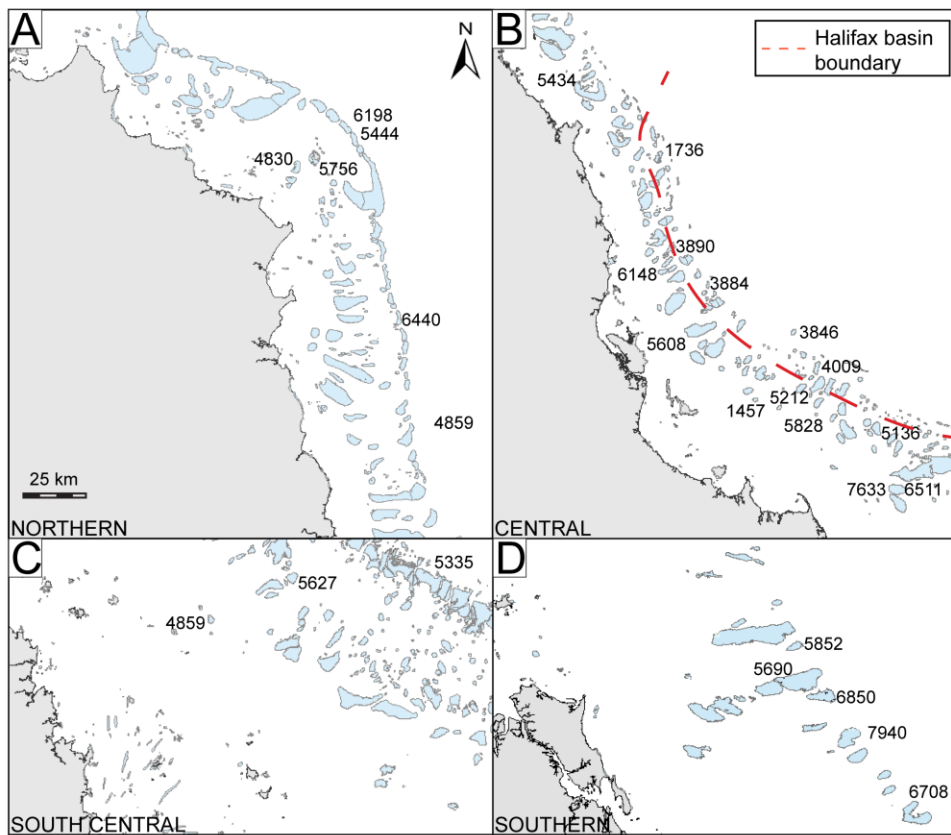 A
N
6198
5444
4830
5756
6440
4859
25 km
NORTHERN
B
Halifax basin
boundary
5434
1736
3890
6148
3884
3846
5608
4009
5212
1457
5828
5136
7633
6511
CENTRAL
C
5335
5627
4859
SOUTH CENTRAL
D
5852
5690
6850
7940
6708
SOUTHERN